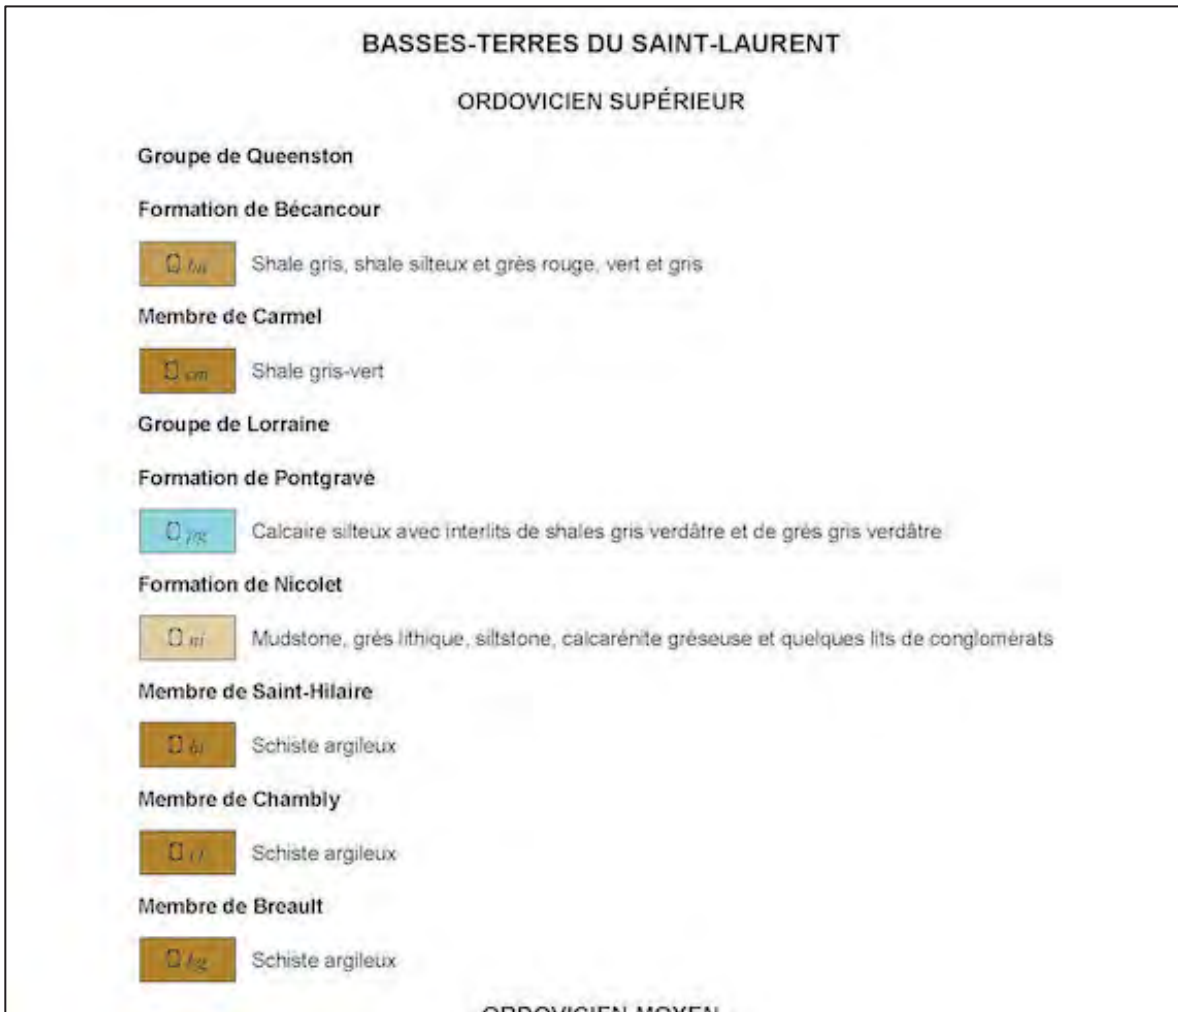 BASSES-TERRES DU SAINT-LAURENT
ORDOVICIEN SUPÉRIEUR
Groupe de Queenston
Formation de Bécancour
Shale gris, shale silteux et grès rouge, vert et gris
Membre de Carmel
Shale gris-vert
Groupe de Lorraine
Formation de Pontgravé
Calcaire silteux avec interlits de shales gris verdâtre et de grès gris verdâtre
Formation de Nicolet
Mudstone, grès lithique, siltstone, calcarénite gréseuse et quelques lits de conglomérats
Membre de Saint-Hilaire
Schiste argileux
Membre de Chambly
Schiste argileux
Membre de Breault
Schiste argileux
ORDOVICIEN MOYEN